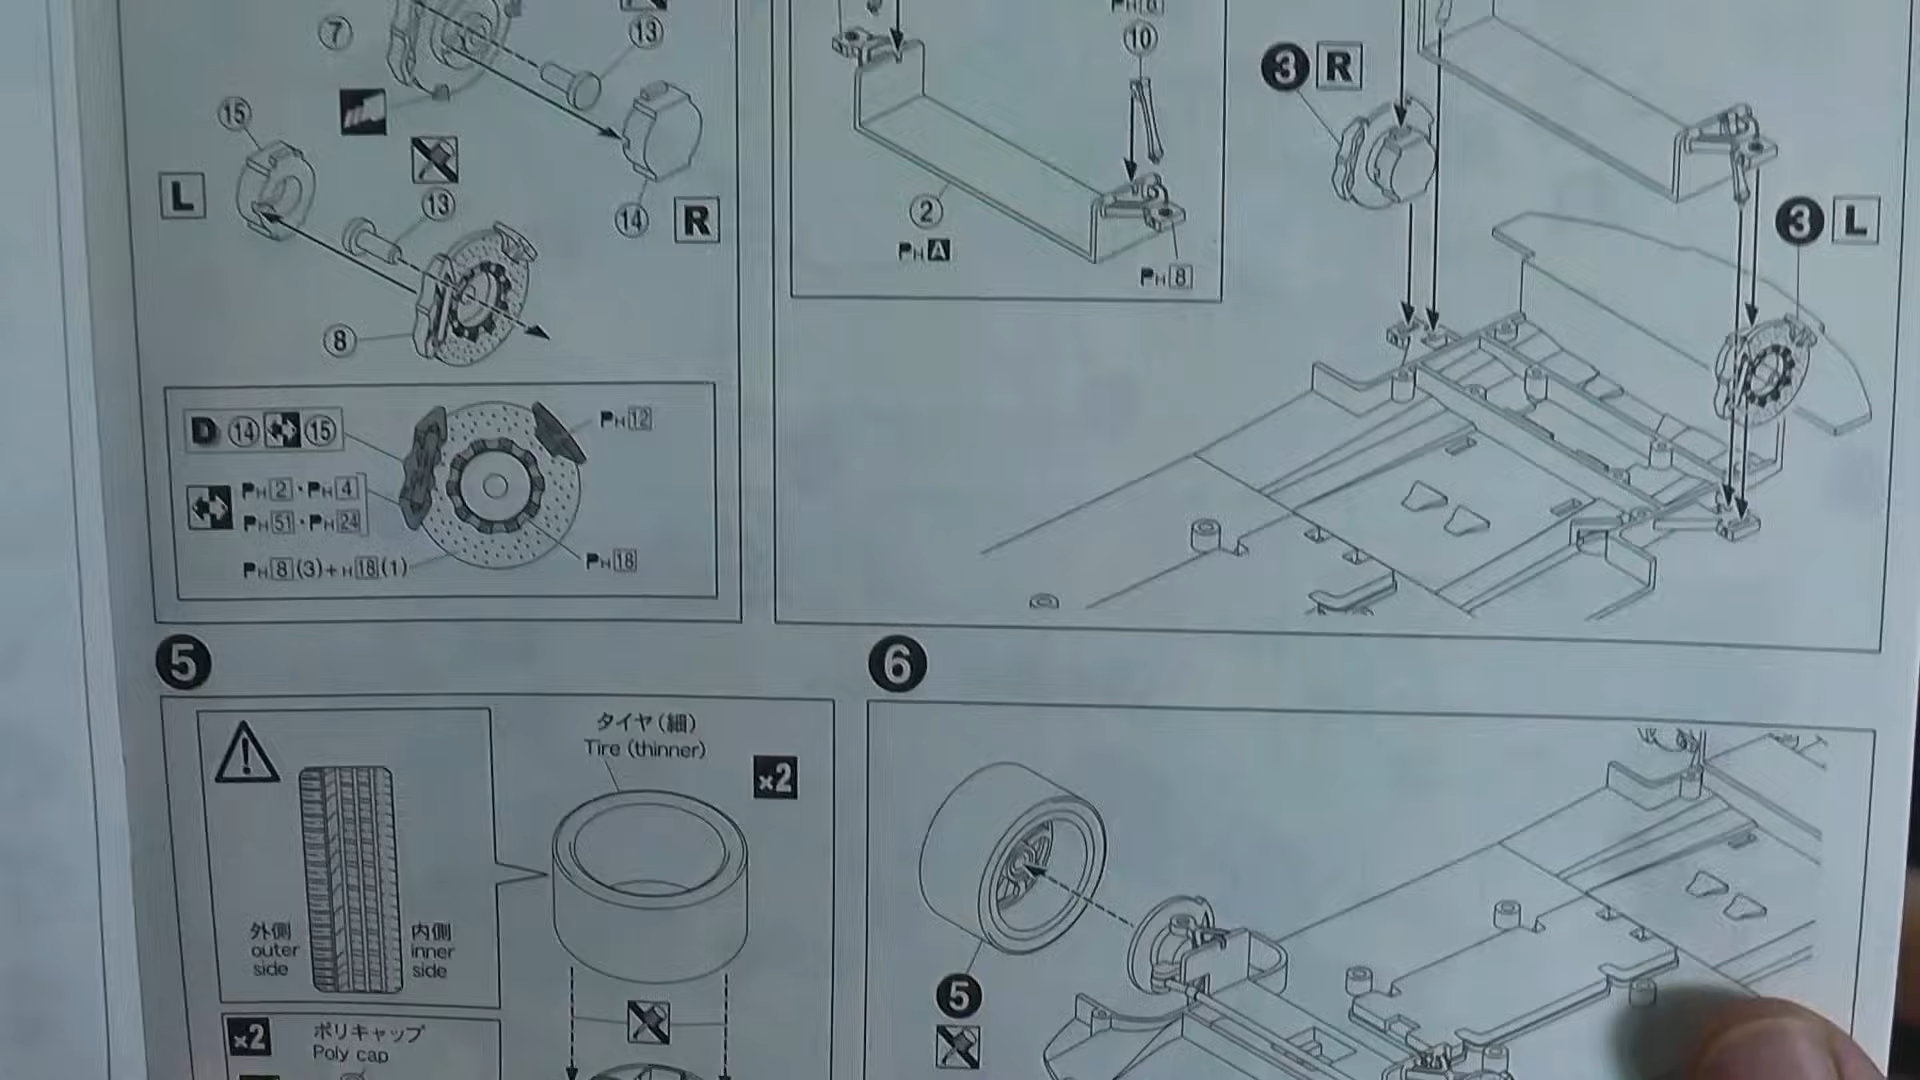 7
13
15
L
13
14
R
8
D 14 15
PH 12
PH 2 · PH 4
PH 51 · PH 24
PH 8 (3) + H 18 (1)
PH 18
10
2
PH A
PH 8
3 R
3 L
5
タイヤ(細)
Tire (thinner)
x2
外側
outer
side
内側
inner
side
x2
ポリキャップ
Poly cap
6
5